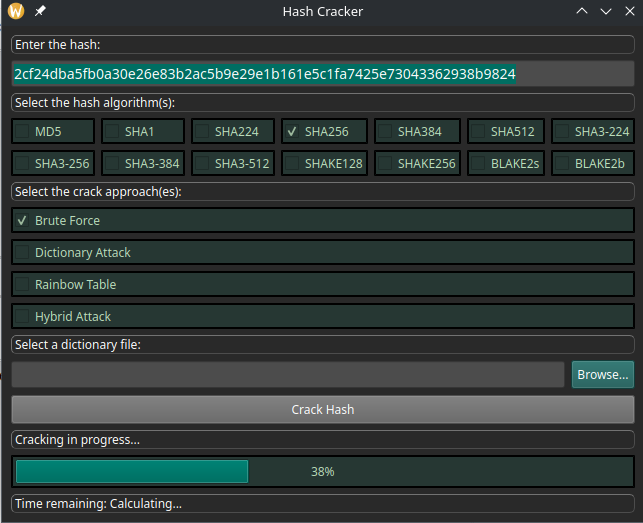 Hash Cracker
Enter the hash:
2cf24dba5fb0a30e26e83b2ac5b9e29e1b161e5c1fa7425e73043362938b9824
Select the hash algorithm(s):
MD5 SHA1 SHA224 SHA256 SHA384 SHA512 SHA3-224
SHA3-256 SHA3-384 SHA3-512 SHAKE128 SHAKE256 BLAKE2s BLAKE2b
Select the crack approach(es):
Brute Force
Dictionary Attack
Rainbow Table
Hybrid Attack
Select a dictionary file:
Browse...
Crack Hash
Cracking in progress...
38%
Time remaining: Calculating...